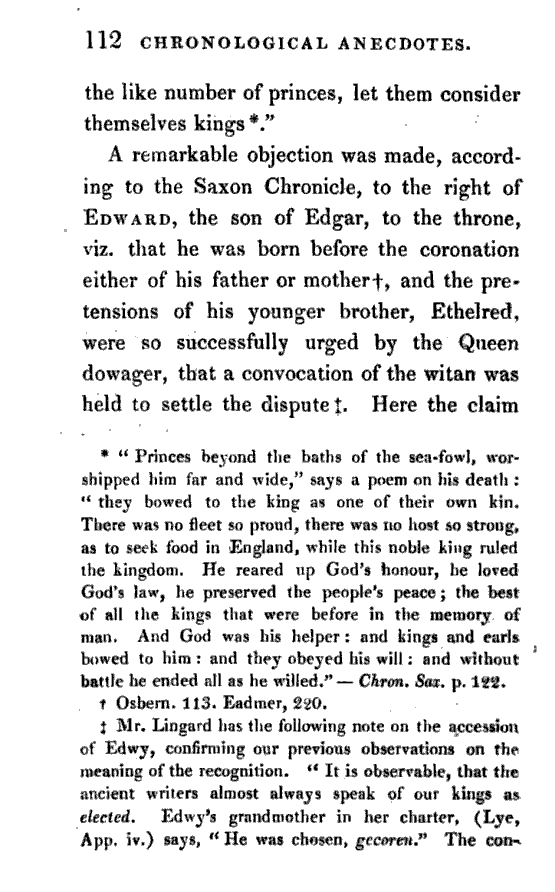 112 CHRONOLOGICAL ANECDOTES.
the like number of princes, let them consider
themselves kings *."
A remarkable objection was made, accord-
ing to the Saxon Chronicle, to the right of
EDWARD, the son of Edgar, to the throne,
viz. that he was born before the coronation
either of his father or mother†, and the pre-
tensions of his younger brother, Ethelred,
were so successfully urged by the Queen
dowager, that a convocation of the witan was
held to settle the dispute ‡. Here the claim
* " Princes beyond the baths of the sea-fowl, wor-
shipped him far and wide," says a poem on his death :
" they bowed to the king as one of their own kin.
There was no fleet so proud, there was no host so strong,
as to seek food in England, while this noble king ruled
the kingdom. He reared up God's honour, he loved
God's law, he preserved the people's peace ; the best
of all the kings that were before in the memory of
man. And God was his helper : and kings and earls
bowed to him : and they obeyed his will : and without
battle he ended all as he willed." — Chron. Sax. p. 122.
† Osbern. 113. Eadmer, 220.
‡ Mr. Lingard has the following note on the accession
of Edwy, confirming our previous observations on the
meaning of the recognition. " It is observable, that the
ancient writers almost always speak of our kings as
elected. Edwy's grandmother in her charter, (Lye,
App. iv.) says, " He was chosen, gecoren." The con-